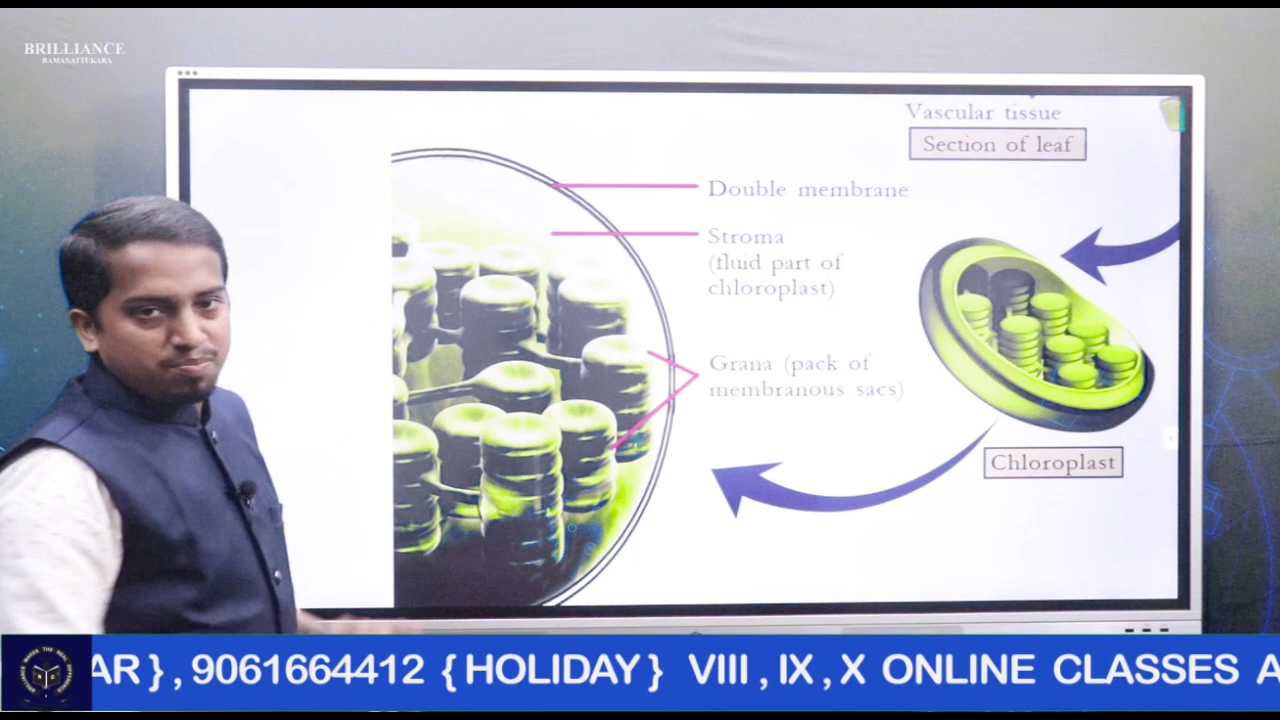 BRILLIANCE
RAMANATTUKARA
Vascular tissue
Section of leaf
Double membrane
Stroma
(fluid part of
chloroplast)
Grana (pack of
membranous sacs)
Chloroplast
AR} , 9061664412 {HOLIDAY} VIII , IX , X ONLINE CLASSES A